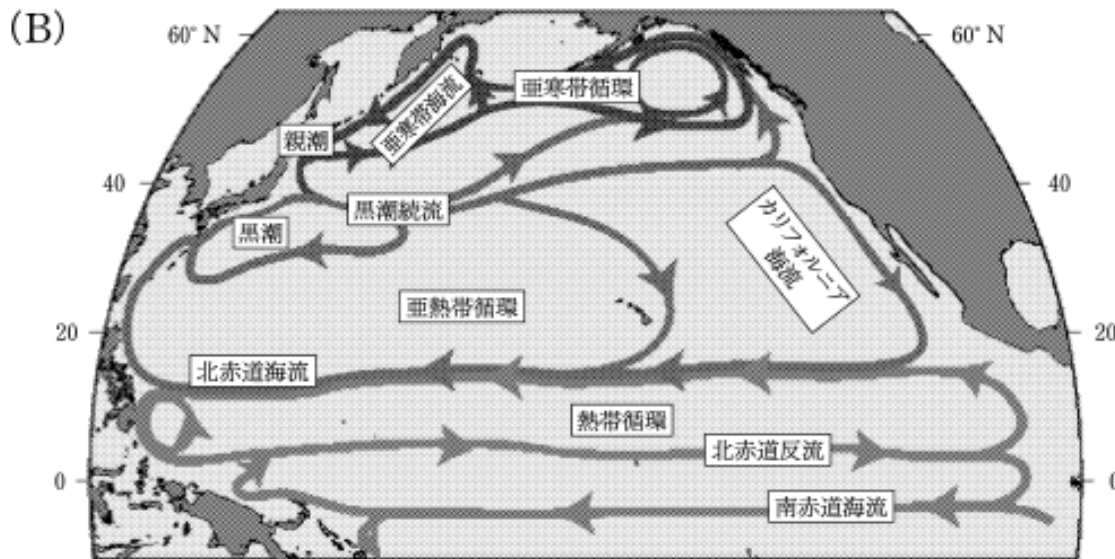 (B)
60° N
60° N
亜寒帯循環
亜寒帯海流
親潮
40
40
黒潮続流
黒潮
カリフォルニア
海流
亜熱帯循環
20
20
北赤道海流
熱帯循環
北赤道反流
0
0
南赤道海流